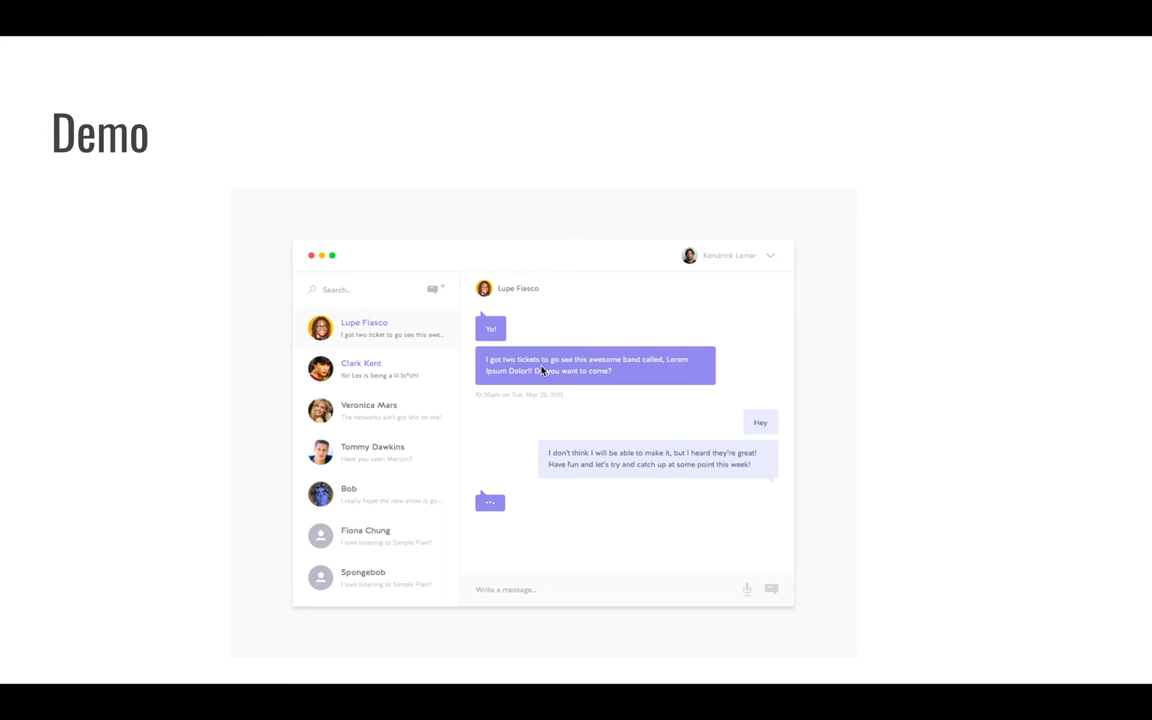 Demo
Kendrick Lamar
Search...
Lupe Fiasco
I got two ticket to go see this awe...
Clark Kent
Yo! Lex is being a lil bi*ch!
Veronica Mars
The networks ain't got shit on me!
Tommy Dawkins
Have you seen Merton?
Bob
I really hope the new show is go...
Fiona Chung
I love listening to Simple Plan!!
Spongebob
I love listening to Simple Plan!!
Lupe Fiasco
Yo!
I got two tickets to go see this awesome band called, Lorem
Ipsum Dolor!! Do you want to come?
10:30am on Tue, Mar 23, 2015
Hey
I don't think I will be able to make it, but I heard they're great!
Have fun and let's try and catch up at some point this week!
Write a message...